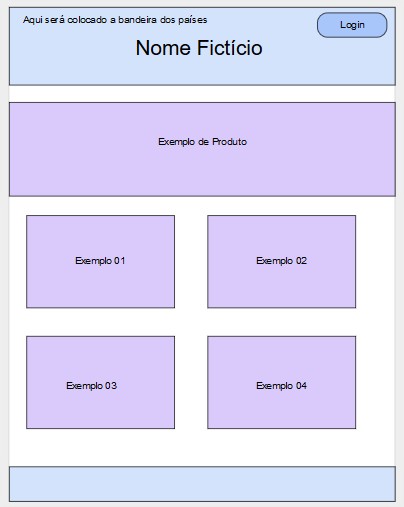 Aqui será colocado a bandeira dos países
Login
Nome Fictício
Exemplo de Produto
Exemplo 01
Exemplo 02
Exemplo 03
Exemplo 04